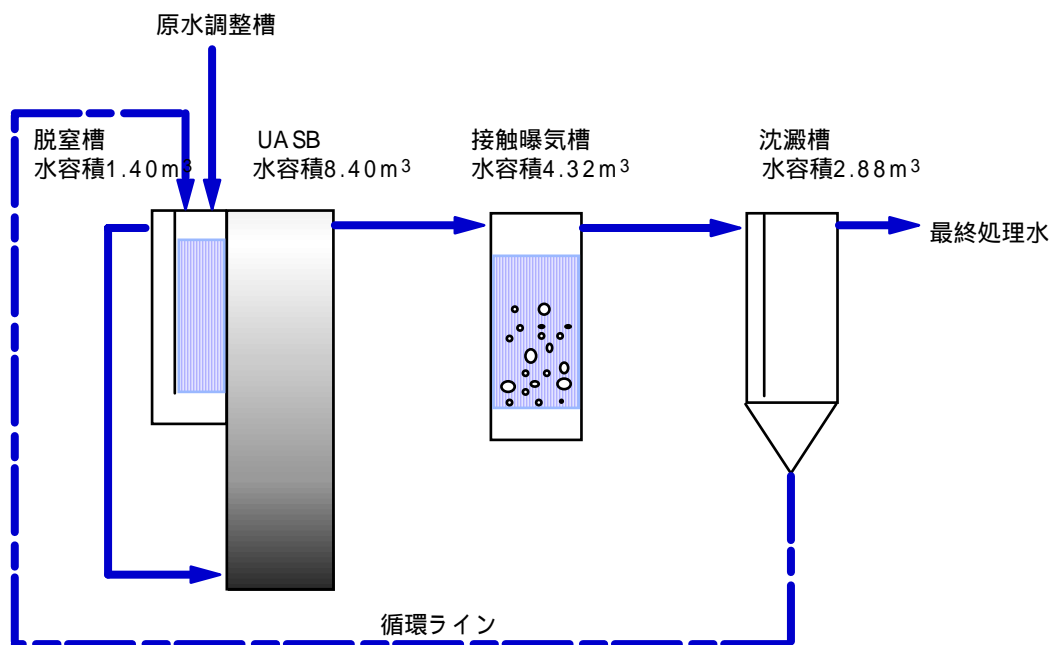 原水調整槽
脱窒槽
水容積1.40m³
UASB
水容積8.40m³
接触曝気槽
水容積4.32m³
沈澱槽
水容積2.88m³
最終処理水
循環ライン